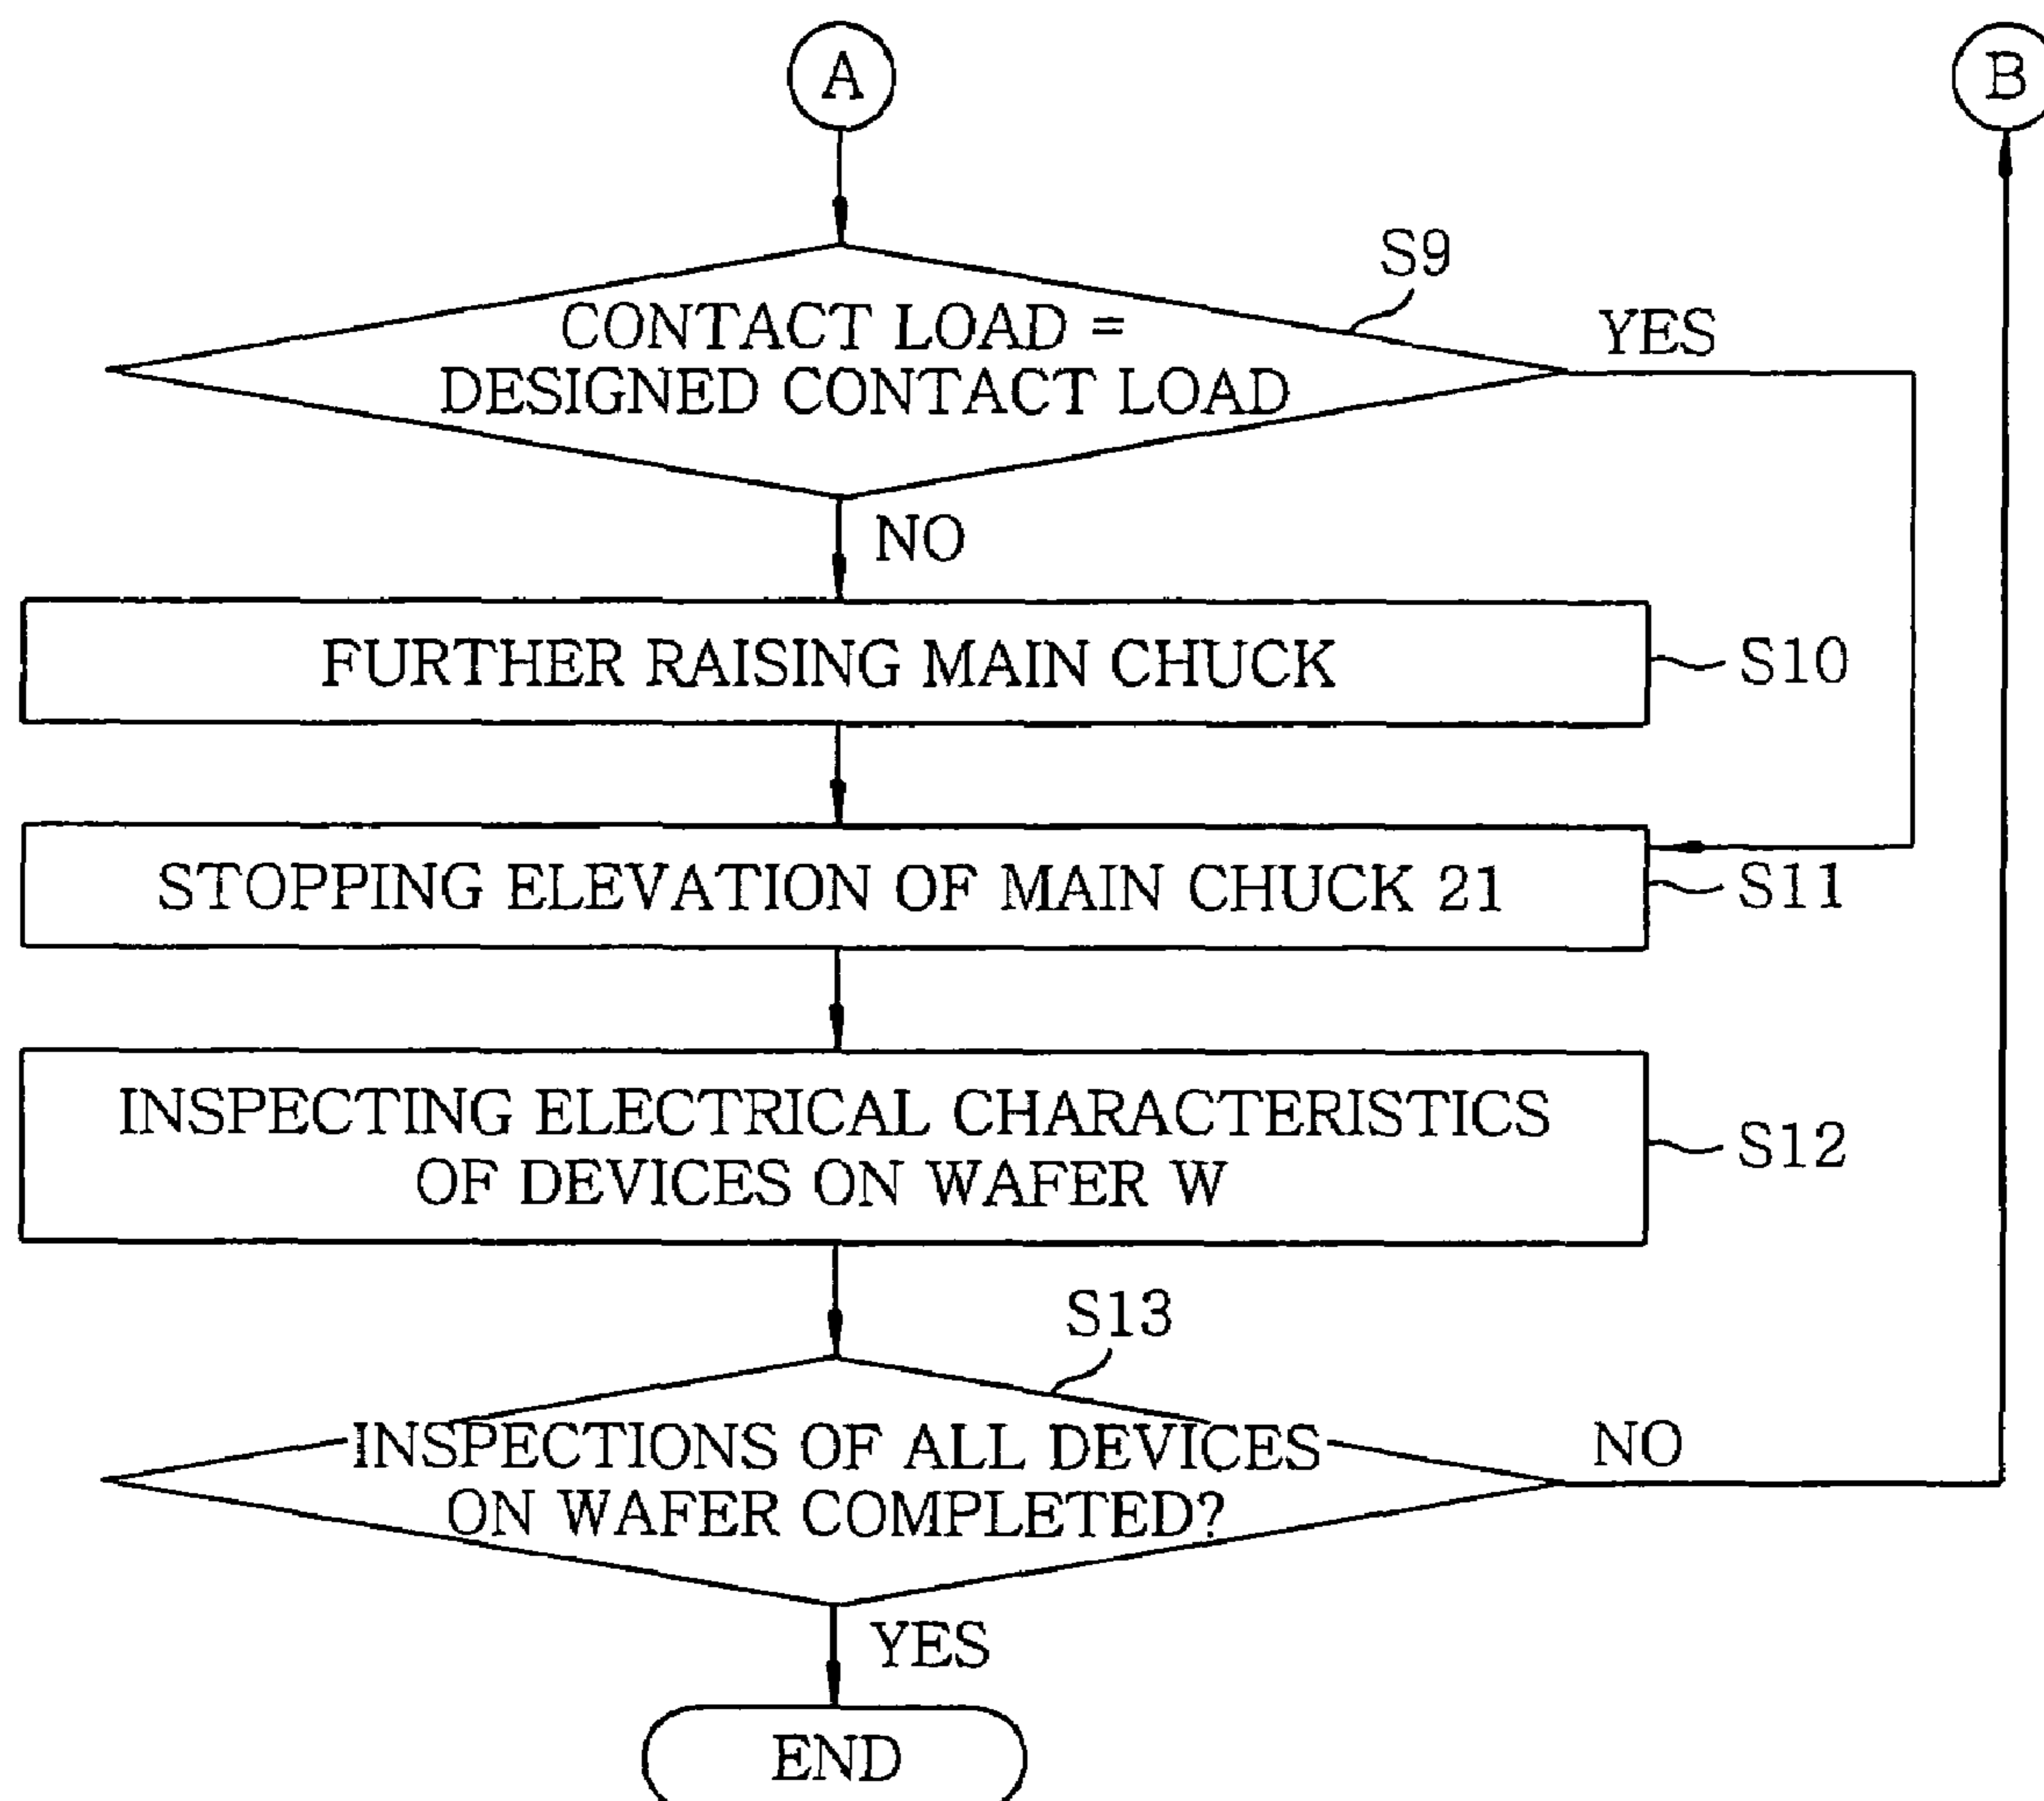 A
B
S9
CONTACT LOAD =
DESIGNED CONTACT LOAD
YES
NO
FURTHER RAISING MAIN CHUCK
S10
STOPPING ELEVATION OF MAIN CHUCK 21
S11
INSPECTING ELECTRICAL CHARACTERISTICS
OF DEVICES ON WAFER W
S12
S13
INSPECTIONS OF ALL DEVICES
ON WAFER COMPLETED?
NO
YES
END